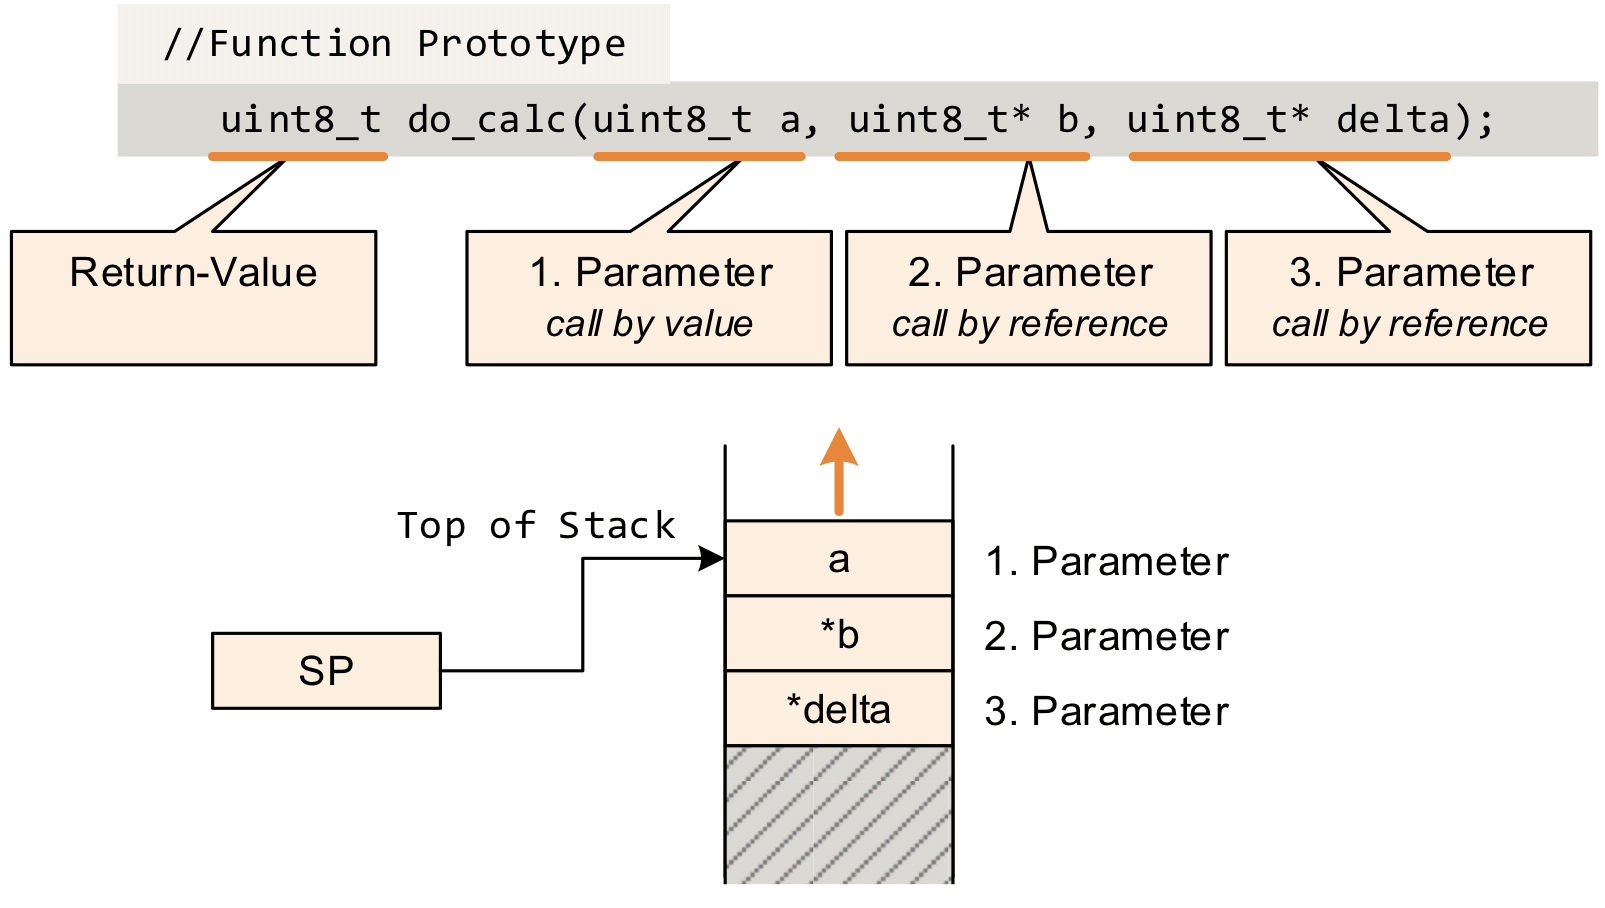 //Function Prototype
uint8_t do_calc(uint8_t a, uint8_t* b, uint8_t* delta);
Return-Value
1. Parameter
call by value
2. Parameter
call by reference
3. Parameter
call by reference
Top of Stack
SP
a
1. Parameter
*b
2. Parameter
*delta
3. Parameter